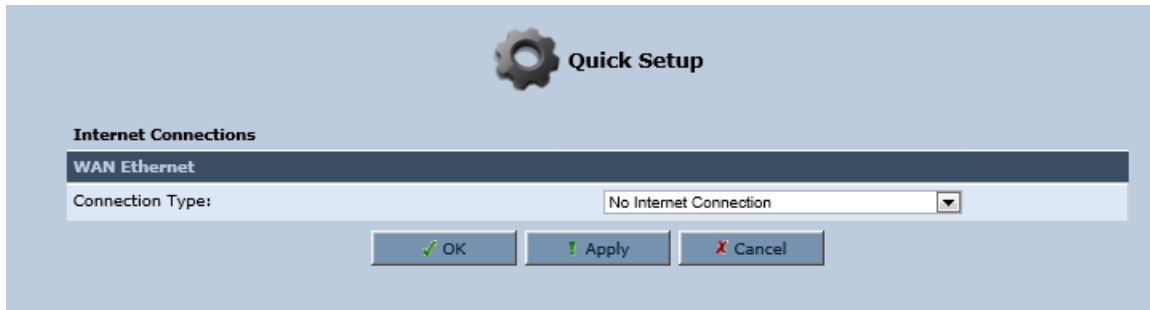 Quick Setup
Internet Connections
WAN Ethernet
Connection Type: No Internet Connection
OK Apply Cancel